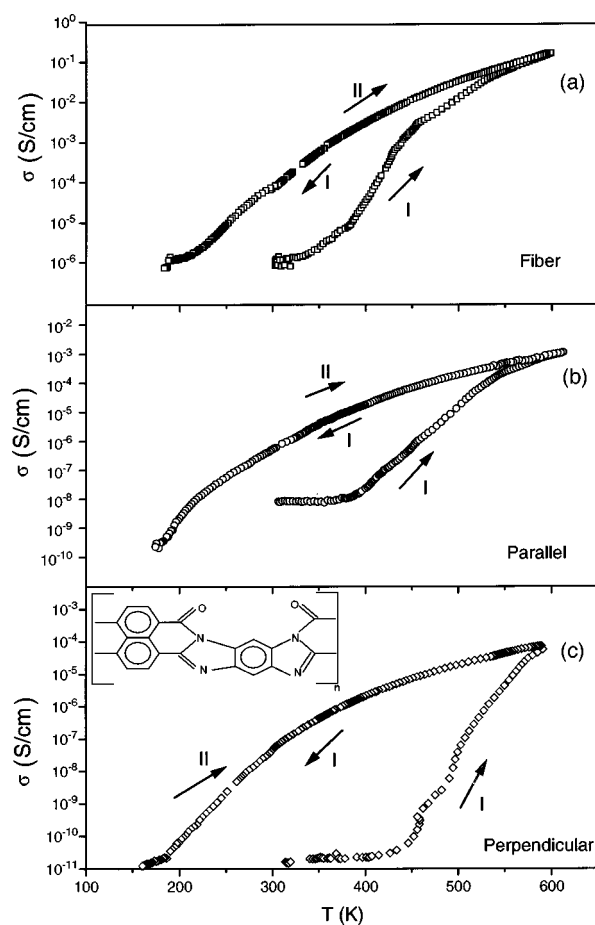 10⁰
10⁻¹
10⁻²
10⁻³
10⁻⁴
10⁻⁵
10⁻⁶
σ (S/cm)
II
I
I
(a)
Fiber
10⁻²
10⁻³
10⁻⁴
10⁻⁵
10⁻⁶
10⁻⁷
10⁻⁸
10⁻⁹
10⁻¹⁰
σ (S/cm)
II
I
I
(b)
Parallel
10⁻³
10⁻⁴
10⁻⁵
10⁻⁶
10⁻⁷
10⁻⁸
10⁻⁹
10⁻¹⁰
10⁻¹¹
σ (S/cm)
O
O
N
N
N
N
n
II
I
I
(c)
Perpendicular
100 200 300 400 500 600
T (K)